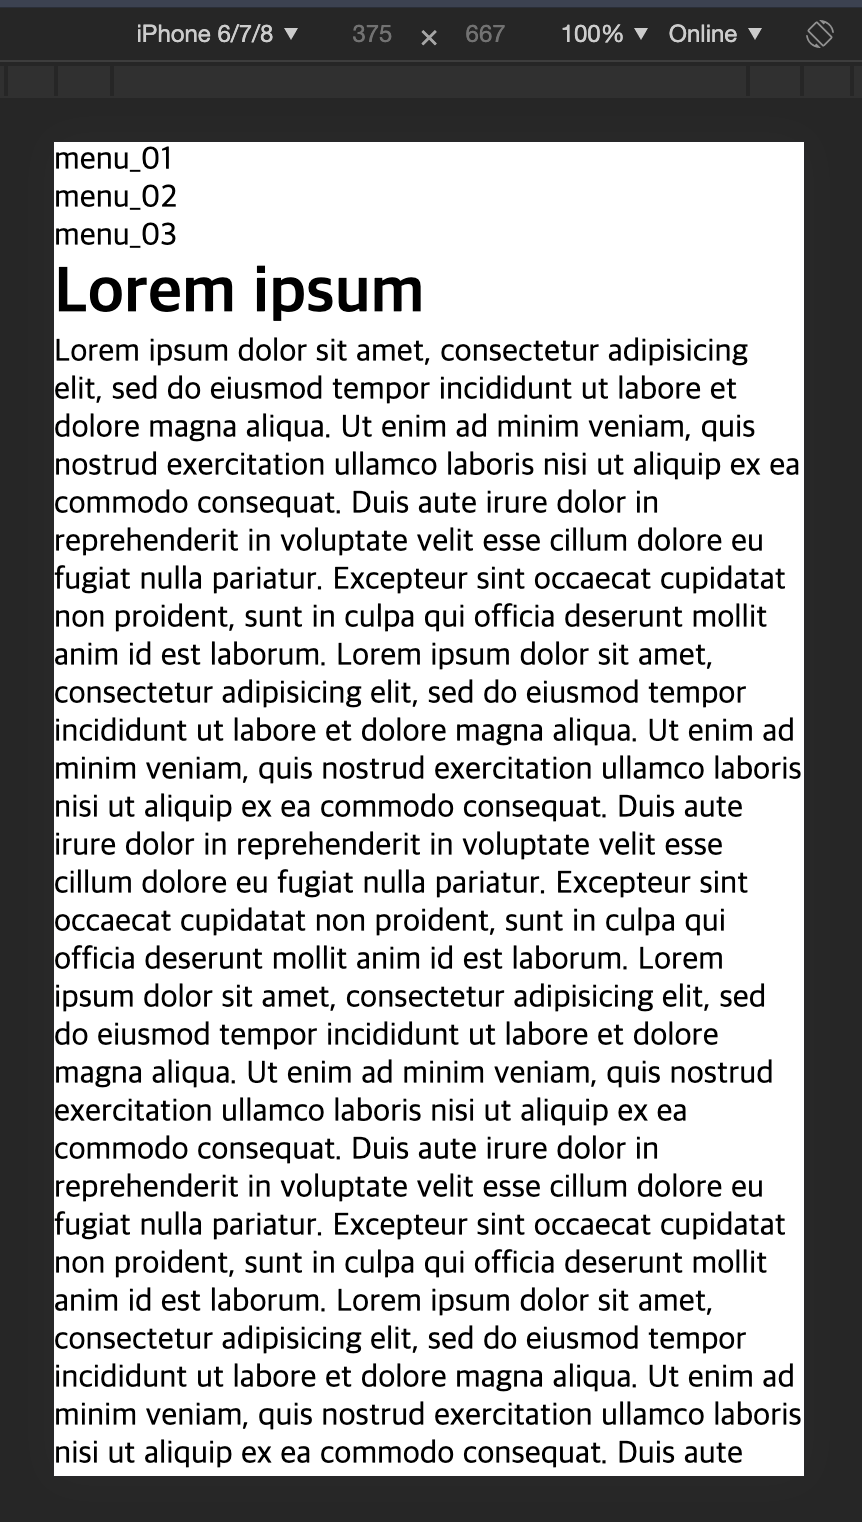 iPhone 6/7/8 ▼ 375 × 667 100% ▼ Online ▼
menu_01
menu_02
menu_03
Lorem ipsum
Lorem ipsum dolor sit amet, consectetur adipisicing
elit, sed do eiusmod tempor incididunt ut labore et
dolore magna aliqua. Ut enim ad minim veniam, quis
nostrud exercitation ullamco laboris nisi ut aliquip ex ea
commodo consequat. Duis aute irure dolor in
reprehenderit in voluptate velit esse cillum dolore eu
fugiat nulla pariatur. Excepteur sint occaecat cupidatat
non proident, sunt in culpa qui officia deserunt mollit
anim id est laborum. Lorem ipsum dolor sit amet,
consectetur adipisicing elit, sed do eiusmod tempor
incididunt ut labore et dolore magna aliqua. Ut enim ad
minim veniam, quis nostrud exercitation ullamco laboris
nisi ut aliquip ex ea commodo consequat. Duis aute
irure dolor in reprehenderit in voluptate velit esse
cillum dolore eu fugiat nulla pariatur. Excepteur sint
occaecat cupidatat non proident, sunt in culpa qui
officia deserunt mollit anim id est laborum. Lorem
ipsum dolor sit amet, consectetur adipisicing elit, sed
do eiusmod tempor incididunt ut labore et dolore
magna aliqua. Ut enim ad minim veniam, quis nostrud
exercitation ullamco laboris nisi ut aliquip ex ea
commodo consequat. Duis aute irure dolor in
reprehenderit in voluptate velit esse cillum dolore eu
fugiat nulla pariatur. Excepteur sint occaecat cupidatat
non proident, sunt in culpa qui officia deserunt mollit
anim id est laborum. Lorem ipsum dolor sit amet,
consectetur adipisicing elit, sed do eiusmod tempor
incididunt ut labore et dolore magna aliqua. Ut enim ad
minim veniam, quis nostrud exercitation ullamco laboris
nisi ut aliquip ex ea commodo consequat. Duis aute